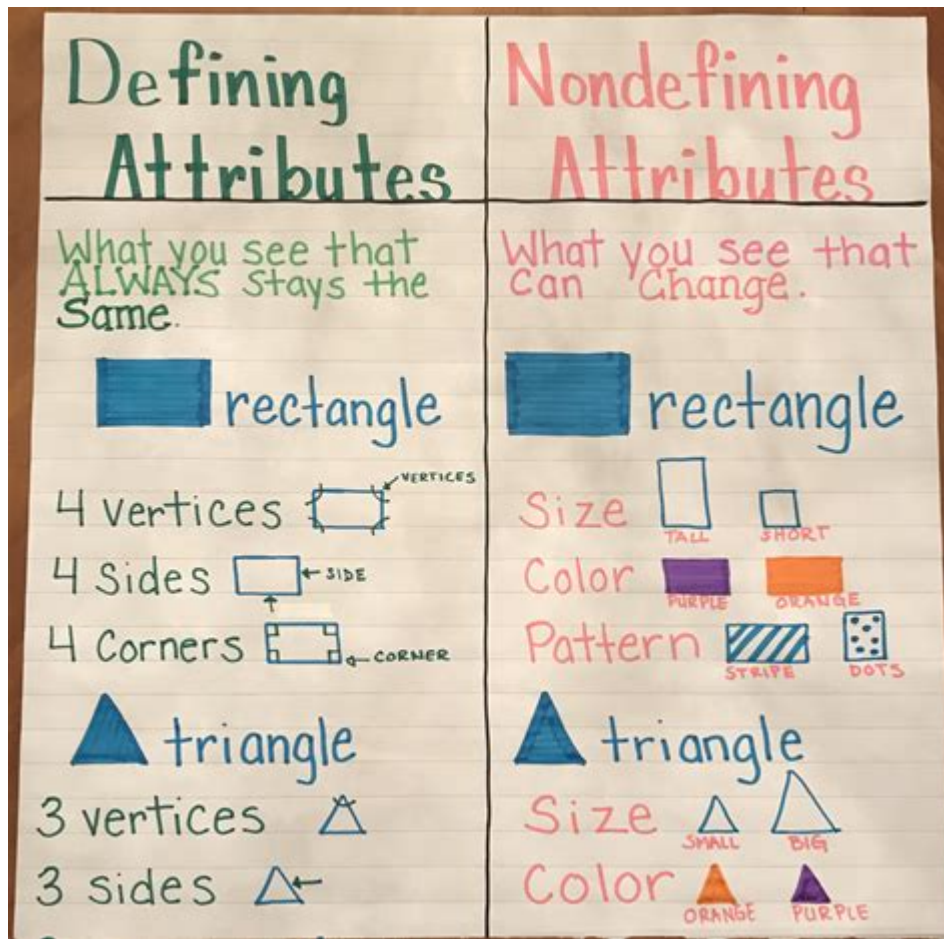 Defining
Attributes
What you see that
ALWAYS stays the
Same.
rectangle
4 vertices VERTICES
4 Sides SIDE
4 Corners CORNER
triangle
3 vertices
3 sides
Nondefining
Attributes
What you see that
can Change.
rectangle
Size
TALL SHORT
Color
PURPLE ORANGE
Pattern
STRIPE DOTS
triangle
Size
SMALL BIG
Color
ORANGE PURPLE